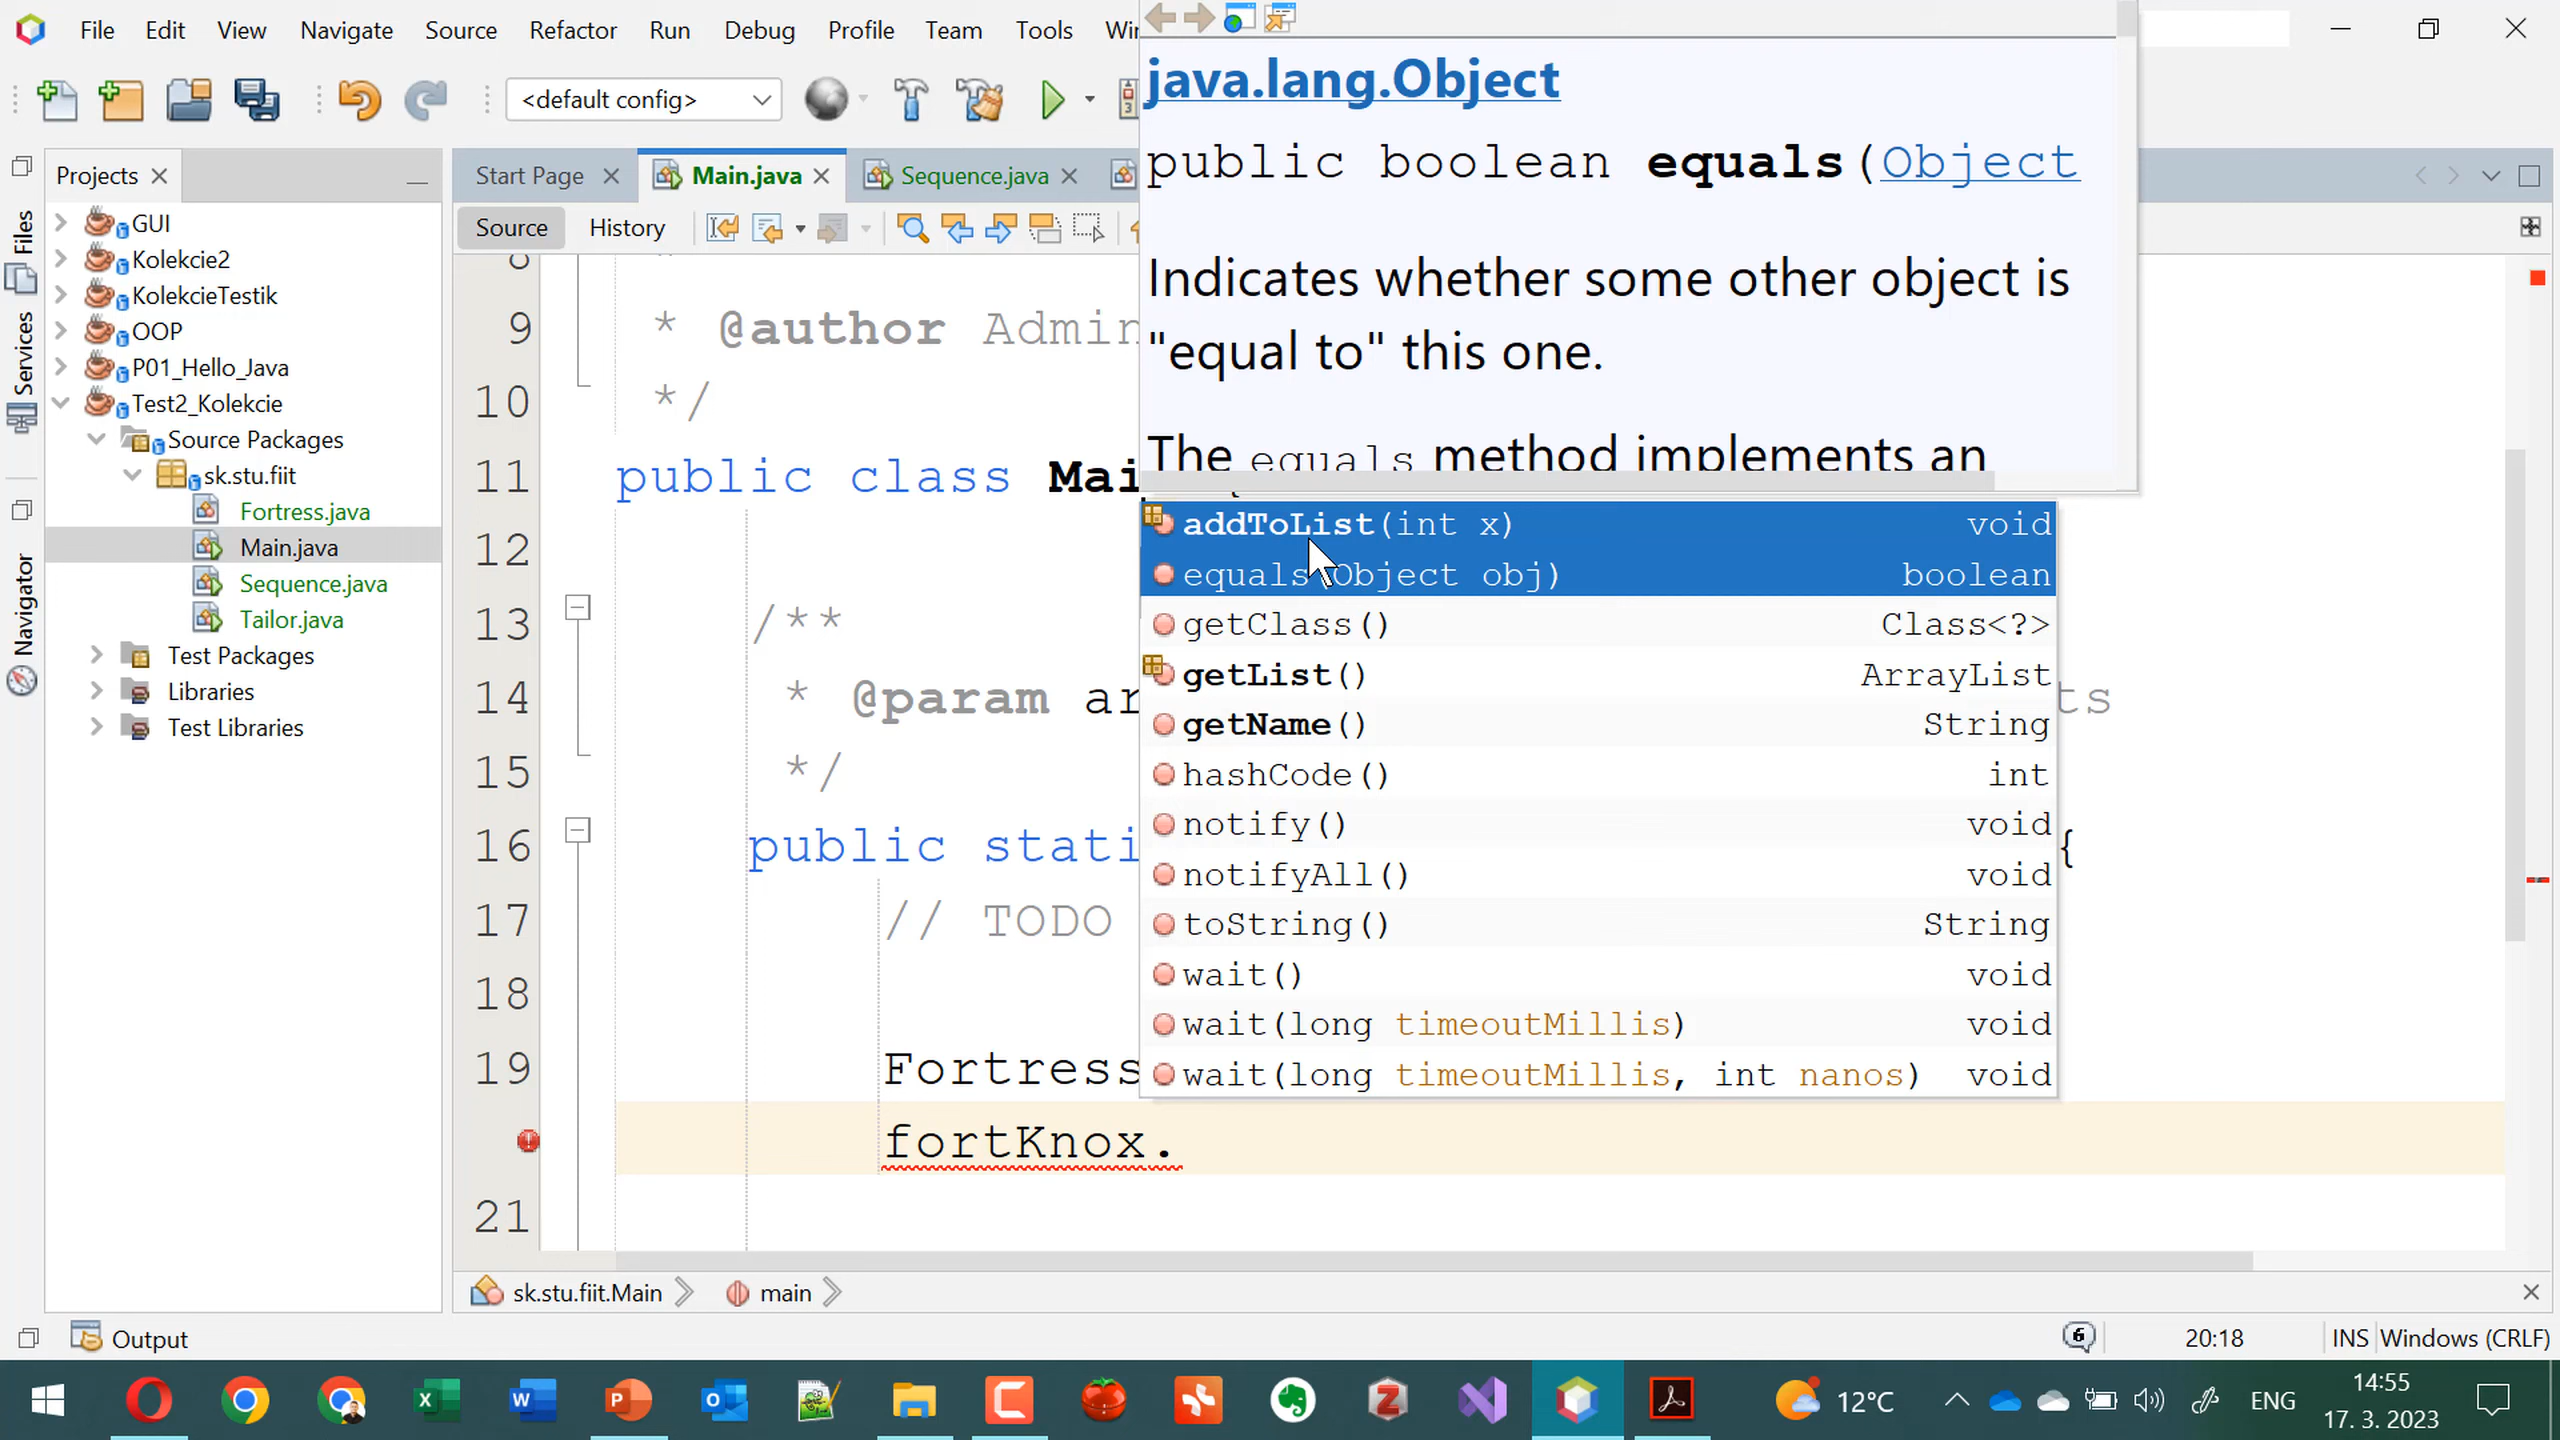 File Edit View Navigate Source Refactor Run Debug Profile Team Tools
<default config>
Projects
Files
Services
Navigator
GUI
Kolekcie2
KolekcieTestik
OOP
P01_Hello_Java
Test2_Kolekcie
Source Packages
sk.stu.fiit
Fortress.java
Main.java
Sequence.java
Tailor.java
Test Packages
Libraries
Test Libraries
Start Page
Main.java
Sequence.java
Source History
java.lang.Object
public boolean equals(Object
Indicates whether some other object is
"equal to" this one.
The equals method implements an
8 *
9 * @author Admin
10 */
11 public class Mai
12
13 /**
14 * @param ar ts
15 */
16 public stati {
17 // TODO
18
19 Fortress
fortKnox.
21
addToList(int x) void
equals(Object obj) boolean
getClass() Class<?>
getList() ArrayList
getName() String
hashCode() int
notify() void
notifyAll() void
toString() String
wait() void
wait(long timeoutMillis) void
wait(long timeoutMillis, int nanos) void
sk.stu.fiit.Main main
Output
6
20:18 INS Windows (CRLF)
12°C ENG
14:55
17. 3. 2023